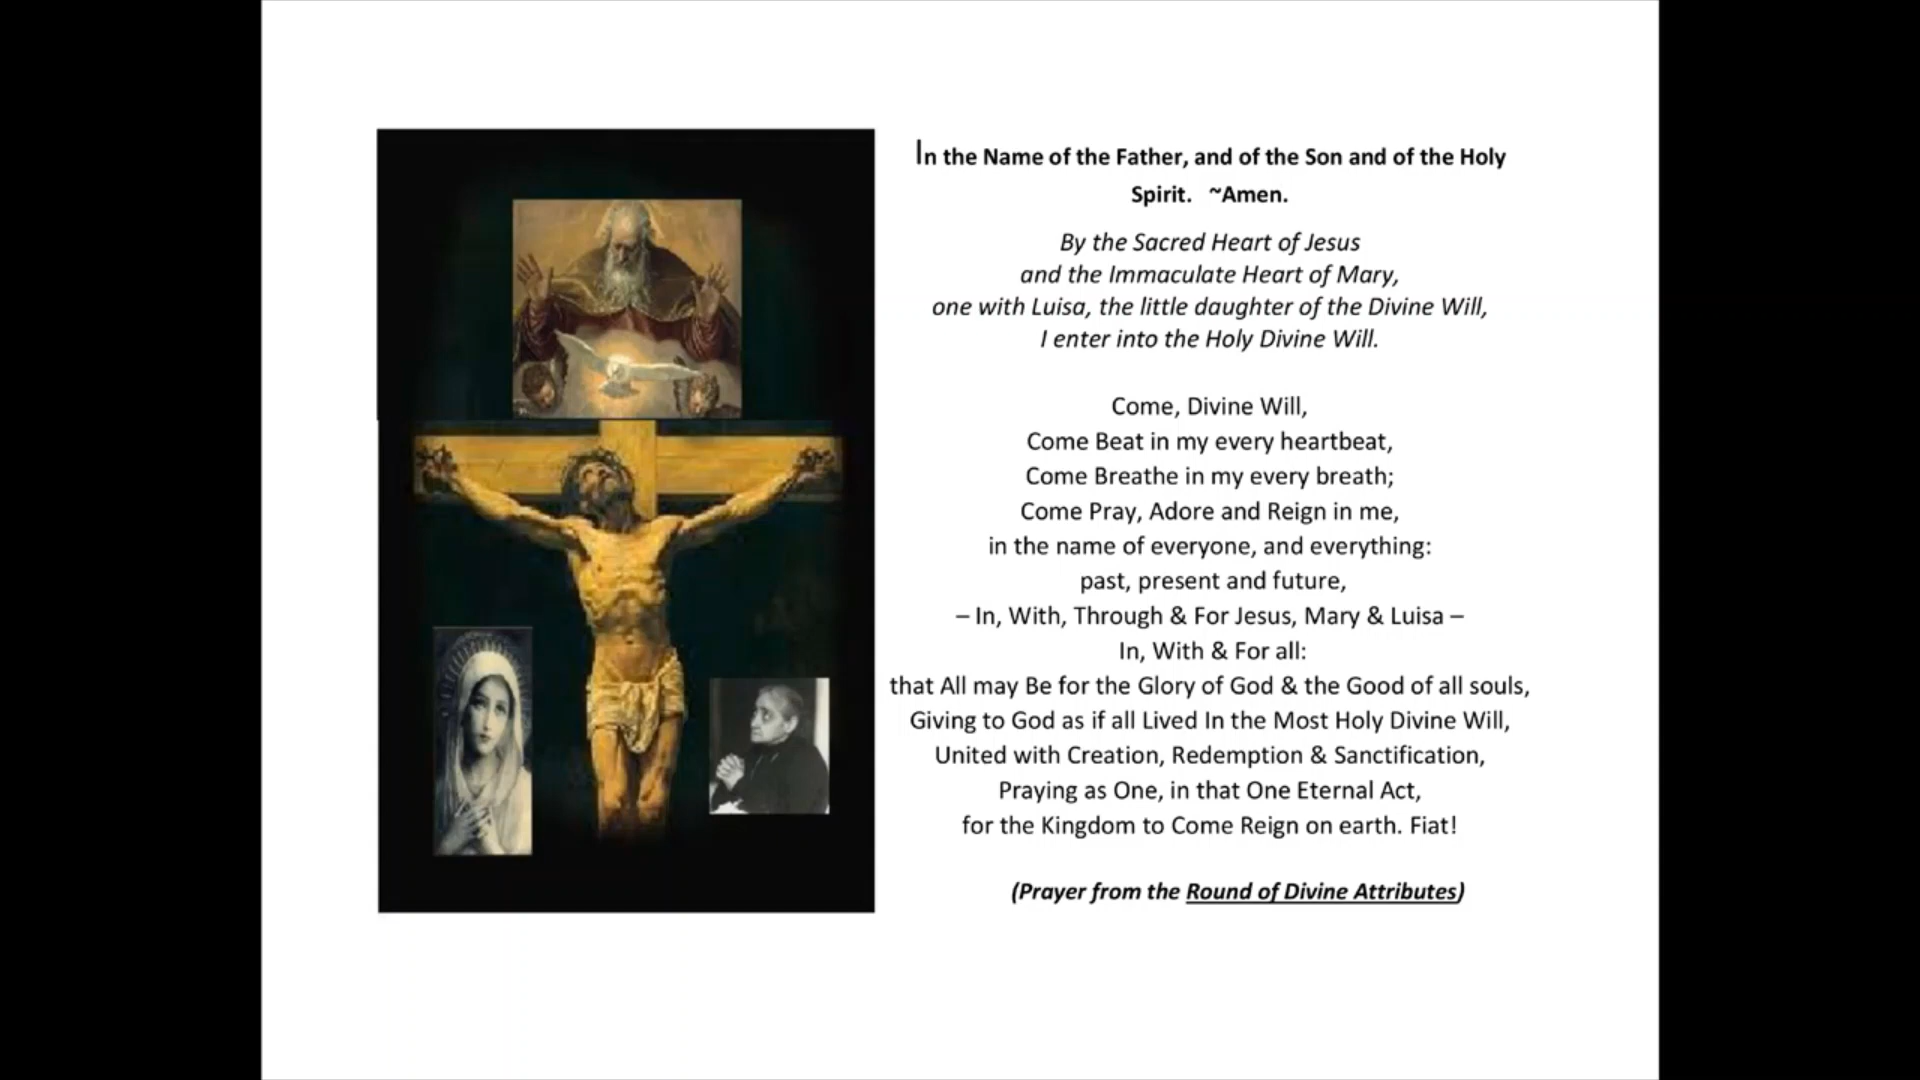 In the Name of the Father, and of the Son and of the Holy
Spirit.   ~Amen.
By the Sacred Heart of Jesus
and the Immaculate Heart of Mary,
one with Luisa, the little daughter of the Divine Will,
I enter into the Holy Divine Will.
Come, Divine Will,
Come Beat in my every heartbeat,
Come Breathe in my every breath;
Come Pray, Adore and Reign in me,
in the name of everyone, and everything:
past, present and future,
– In, With, Through & For Jesus, Mary & Luisa –
In, With & For all:
that All may Be for the Glory of God & the Good of all souls,
Giving to God as if all Lived In the Most Holy Divine Will,
United with Creation, Redemption & Sanctification,
Praying as One, in that One Eternal Act,
for the Kingdom to Come Reign on earth. Fiat!
(Prayer from the Round of Divine Attributes)